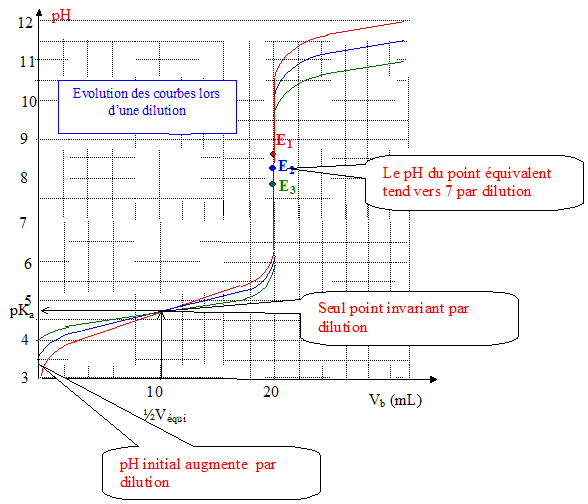 12
pH
11
Evolution des courbes lors
d'une dilution
10
9
E1
8
E2
Le pH du point équivalent
tend vers 7 par dilution
E3
7
6
5
pKa
Seul point invariant par
dilution
4
3
10
20
Vb (mL)
½Véqui
pH initial augmente par
dilution